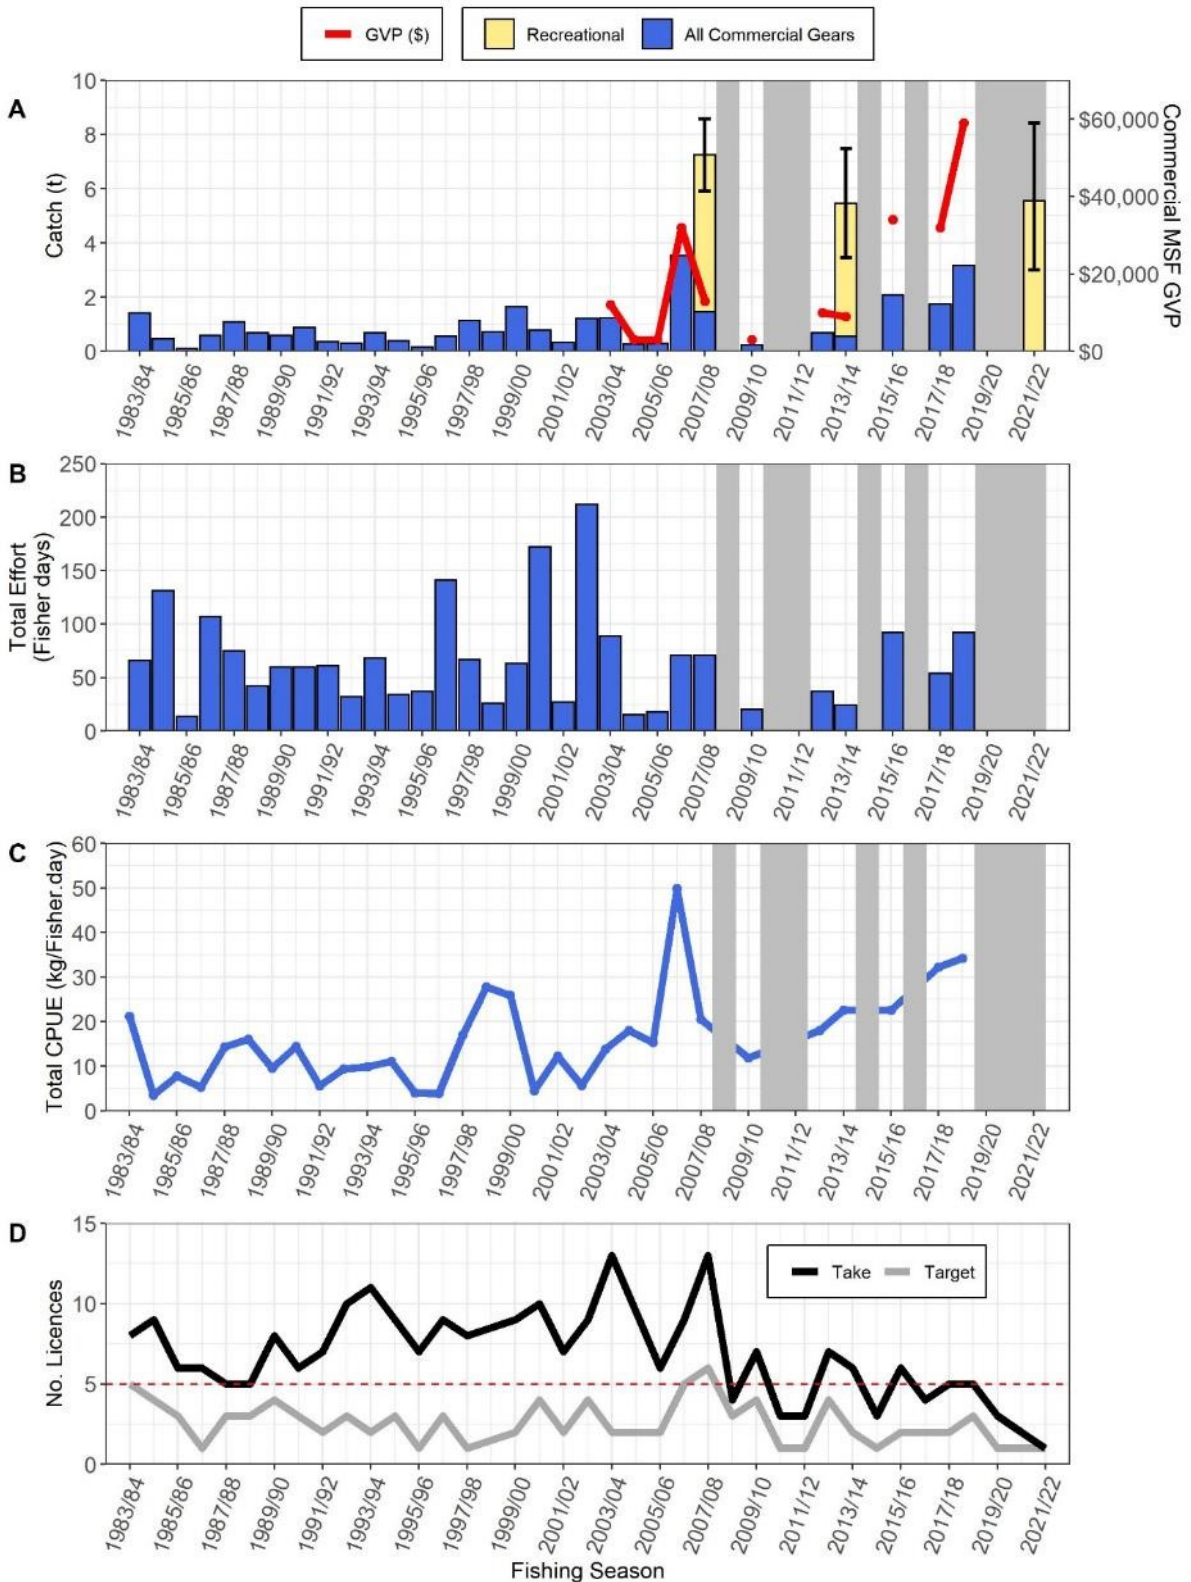 GVP ($) Recreational All Commercial Gears
A
Catch (t)
10
8
6
4
2
0
$60,000
$40,000
$20,000
$0
Commercial MSF GVP
1983/84 1985/86 1987/88 1989/90 1991/92 1993/94 1995/96 1997/98 1999/00 2001/02 2003/04 2005/06 2007/08 2009/10 2011/12 2013/14 2015/16 2017/18 2019/20 2021/22
B
Total Effort
(Fisher days)
250
200
150
100
50
0
1983/84 1985/86 1987/88 1989/90 1991/92 1993/94 1995/96 1997/98 1999/00 2001/02 2003/04 2005/06 2007/08 2009/10 2011/12 2013/14 2015/16 2017/18 2019/20 2021/22
C
Total CPUE (kg/Fisher.day)
60
50
40
30
20
10
0
1983/84 1985/86 1987/88 1989/90 1991/92 1993/94 1995/96 1997/98 1999/00 2001/02 2003/04 2005/06 2007/08 2009/10 2011/12 2013/14 2015/16 2017/18 2019/20 2021/22
D
No. Licences
15
10
5
0
Take Target
1983/84 1985/86 1987/88 1989/90 1991/92 1993/94 1995/96 1997/98 1999/00 2001/02 2003/04 2005/06 2007/08 2009/10 2011/12 2013/14 2015/16 2017/18 2019/20 2021/22
Fishing Season